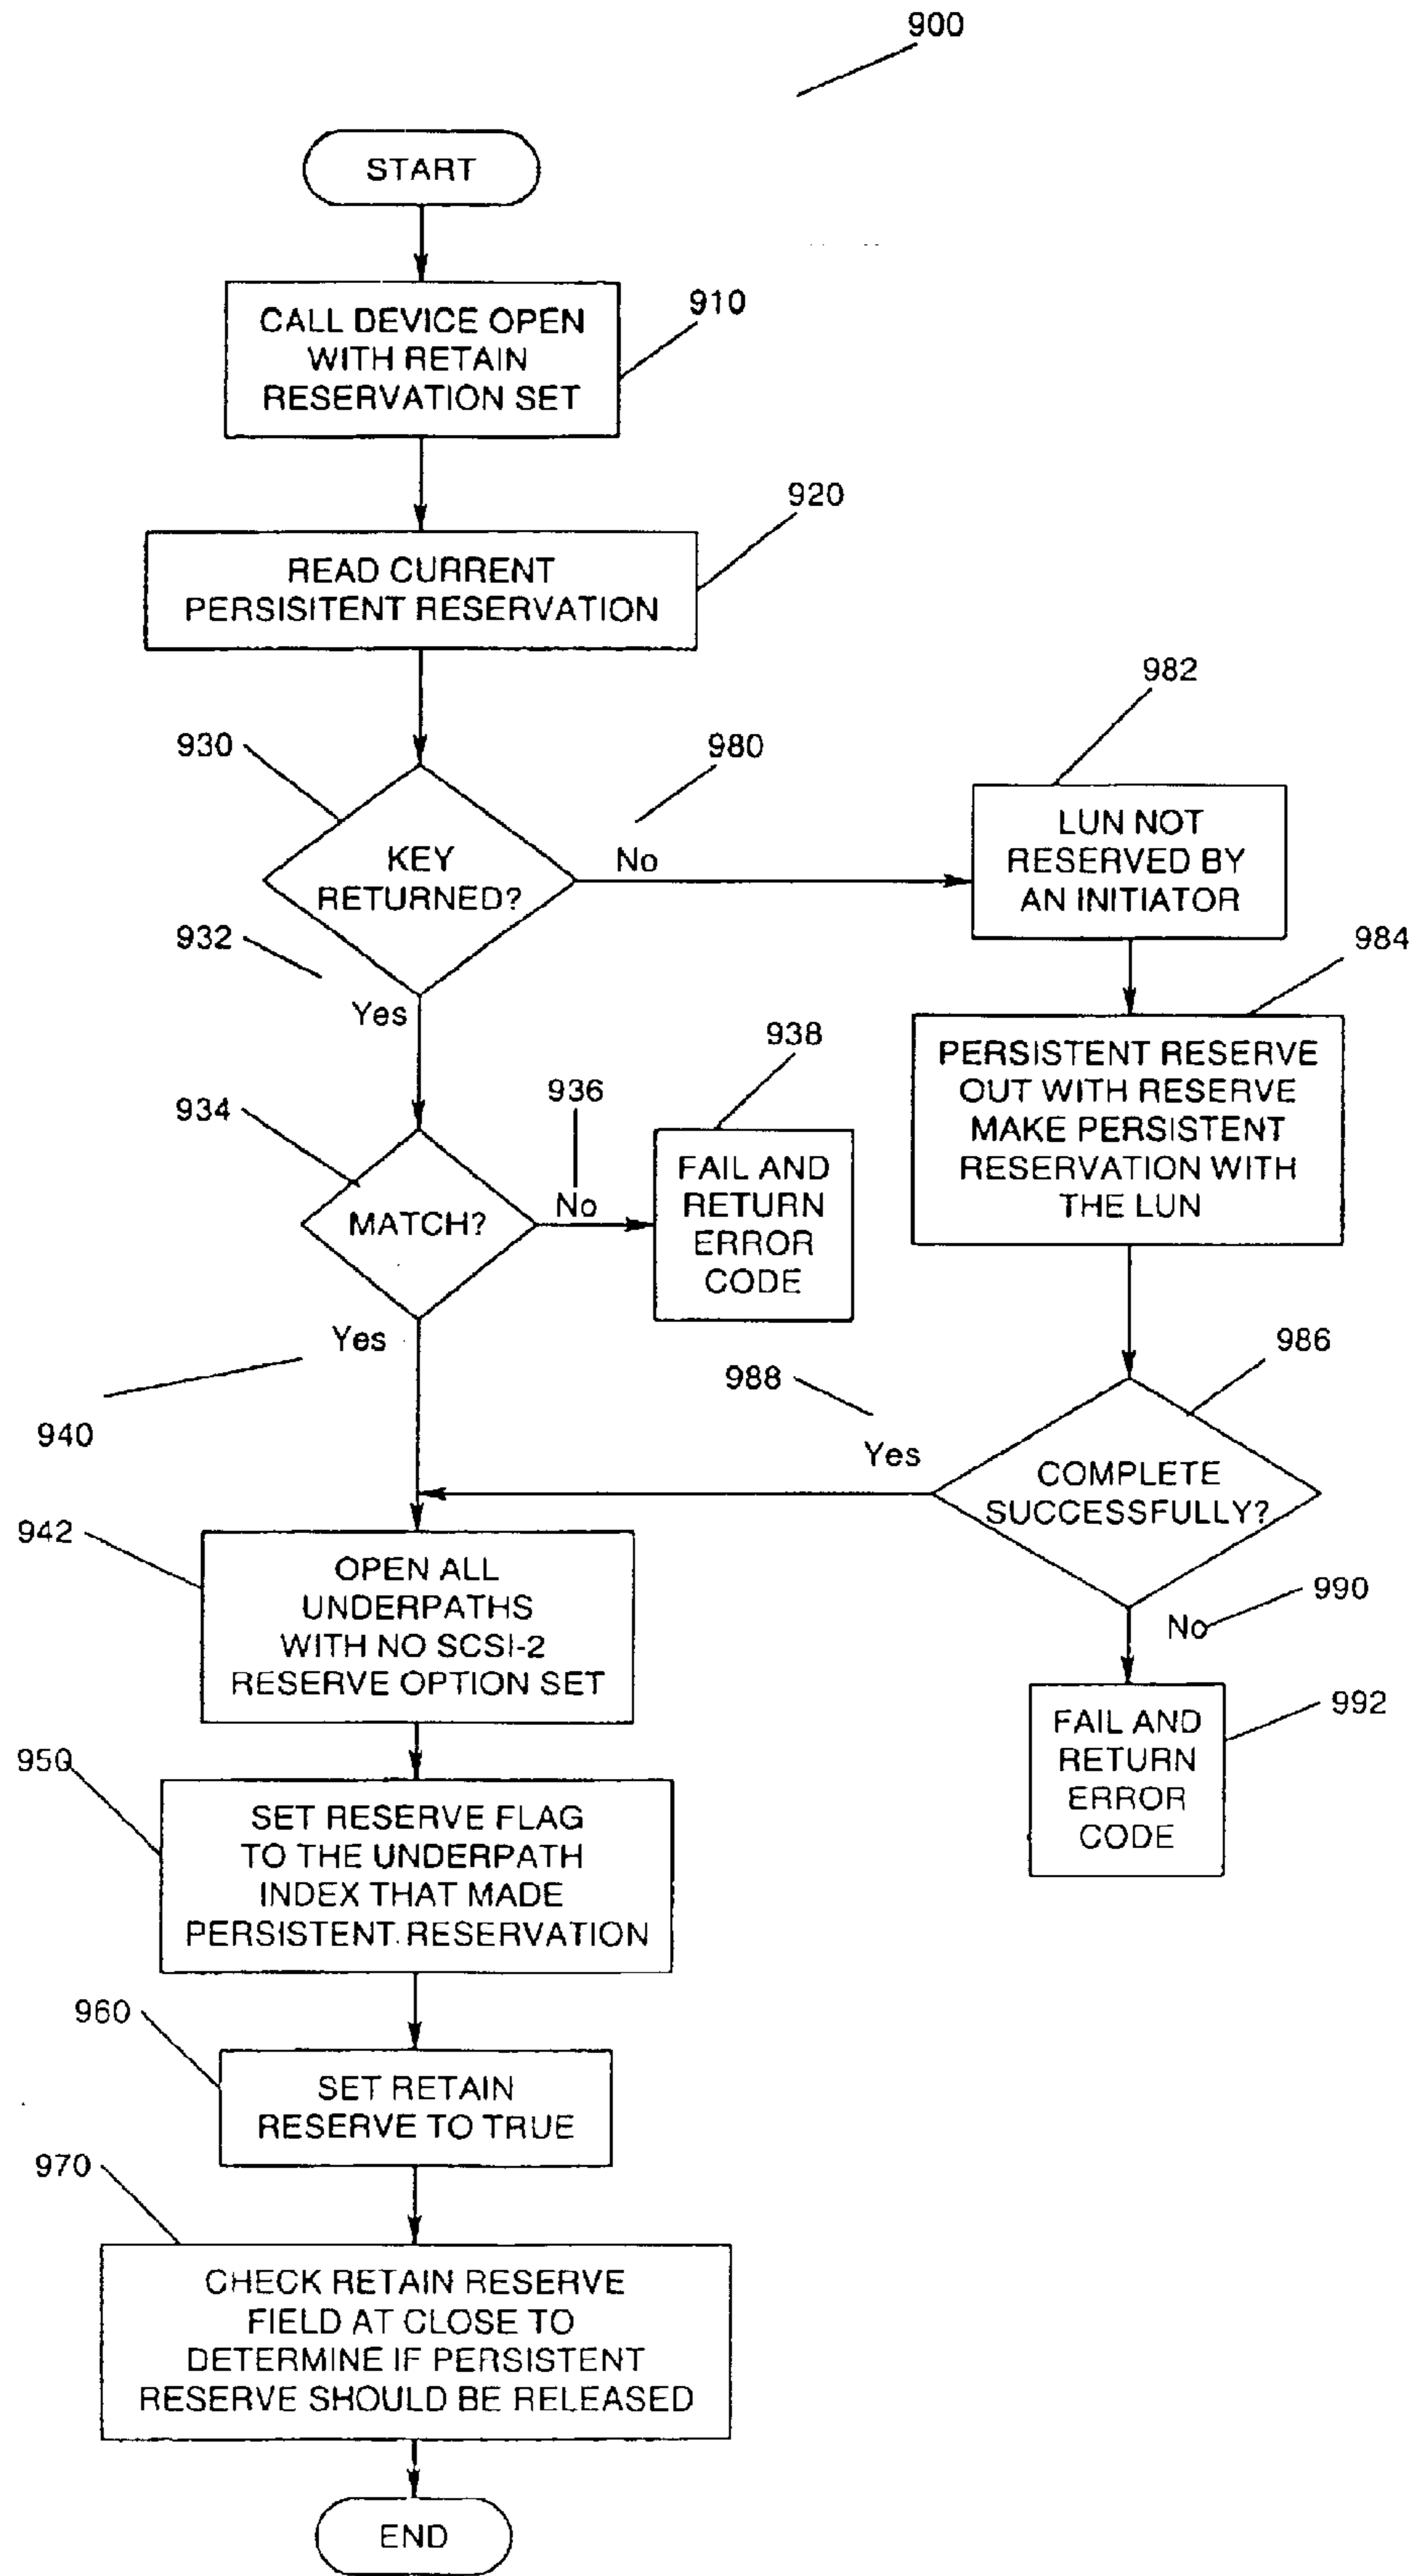 900
START
910
CALL DEVICE OPEN
WITH RETAIN
RESERVATION SET
920
READ CURRENT
PERSISITENT RESERVATION
930
980
982
KEY
RETURNED?
No
LUN NOT
RESERVED BY
AN INITIATOR
932
Yes
984
PERSISTENT RESERVE
OUT WITH RESERVE
MAKE PERSISTENT
RESERVATION WITH
THE LUN
934
936
938
MATCH?
No
FAIL AND
RETURN
ERROR
CODE
Yes
940
988
986
Yes
COMPLETE
SUCCESSFULLY?
990
No
992
FAIL AND
RETURN
ERROR
CODE
942
OPEN ALL
UNDERPATHS
WITH NO SCSI-2
RESERVE OPTION SET
950
SET RESERVE FLAG
TO THE UNDERPATH
INDEX THAT MADE
PERSISTENT RESERVATION
960
SET RETAIN
RESERVE TO TRUE
970
CHECK RETAIN RESERVE
FIELD AT CLOSE TO
DETERMINE IF PERSISTENT
RESERVE SHOULD BE RELEASED
END